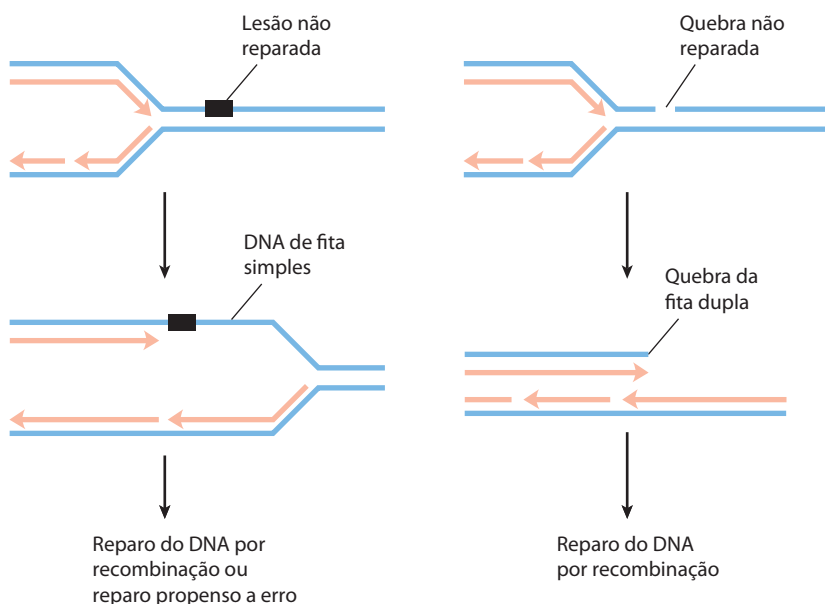 Lesão não
reparada
Quebra não
reparada
DNA de fita
simples
Quebra da
fita dupla
Reparo do DNA por
recombinação ou
reparo propenso a erro
Reparo do DNA
por recombinação